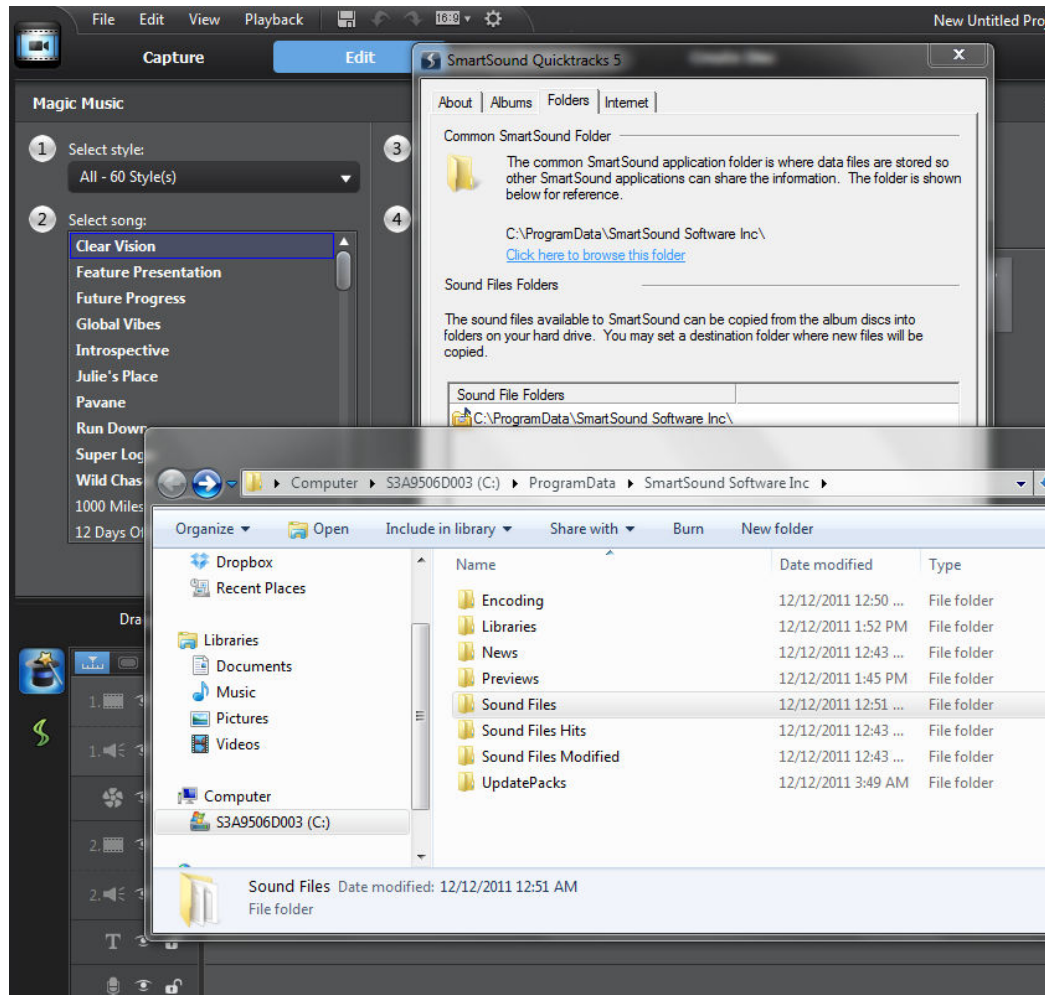 File Edit View Playback 16:9 New Untitled Pro
Capture Edit
Magic Music
1 Select style:
All - 60 Style(s)
2 Select song:
Clear Vision
Feature Presentation
Future Progress
Global Vibes
Introspective
Julie's Place
Pavane
Run Down
Super Log
Wild Chas
1000 Miles
12 Days Of
3
4
SmartSound Quicktracks 5
About Albums Folders Internet
Common SmartSound Folder
The common SmartSound application folder is where data files are stored so
other SmartSound applications can share the information. The folder is shown
below for reference.
C:\ProgramData\SmartSound Software Inc\
Click here to browse this folder
Sound Files Folders
The sound files available to SmartSound can be copied from the album discs into
folders on your hard drive. You may set a destination folder where new files will be
copied.
Sound File Folders
C:\ProgramData\SmartSound Software Inc\
Computer S3A9506D003 (C:) ProgramData SmartSound Software Inc
Organize Open Include in library Share with Burn New folder
Dropbox
Recent Places
Libraries
Documents
Music
Pictures
Videos
Computer
S3A9506D003 (C:)
Name Date modified Type
Encoding 12/12/2011 12:50 ... File folder
Libraries 12/12/2011 1:52 PM File folder
News 12/12/2011 12:43 ... File folder
Previews 12/12/2011 1:45 PM File folder
Sound Files 12/12/2011 12:51 ... File folder
Sound Files Hits 12/12/2011 12:43 ... File folder
Sound Files Modified 12/12/2011 12:43 ... File folder
UpdatePacks 12/12/2011 3:49 AM File folder
Sound Files Date modified: 12/12/2011 12:51 AM
File folder
Dra
1.
1.
2.
2.
T